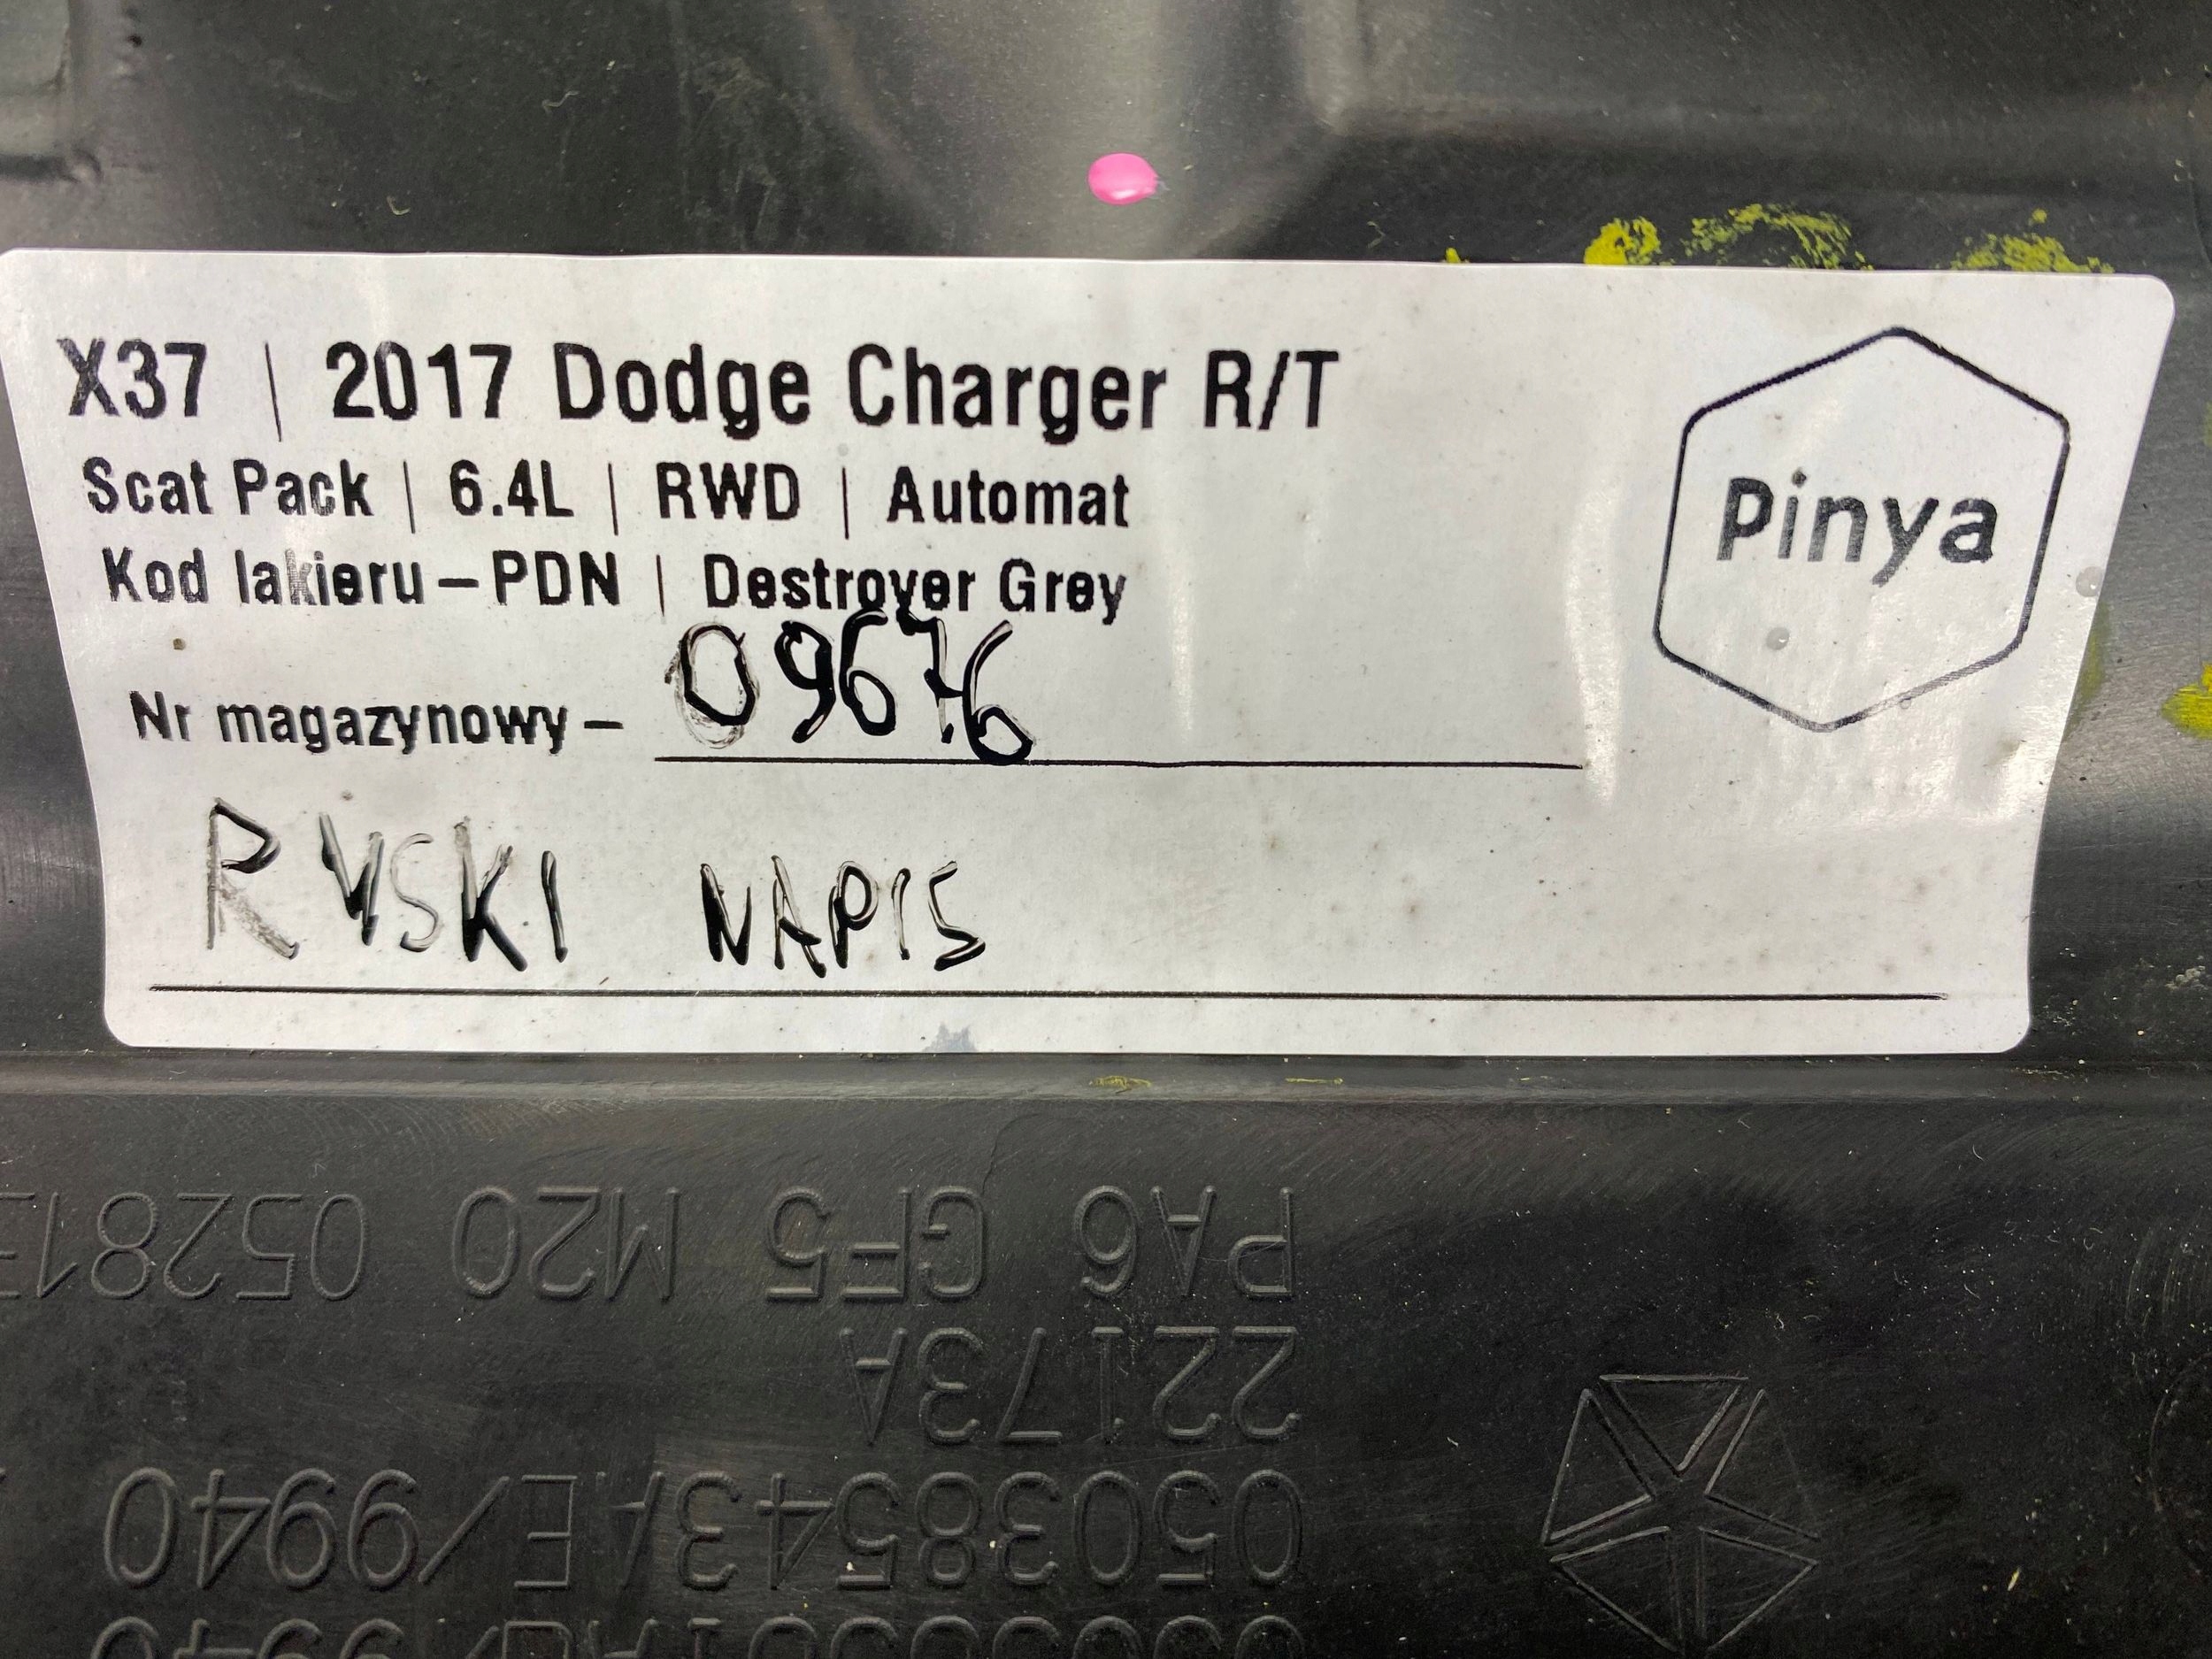 X37 | 2017 Dodge Charger R/T
Scat Pack | 6.4L | RWD | Automat
Kod lakieru – PDN | Destroyer Grey
Nr magazynowy – 09676
RYSKI NAPIS
Pinya
PA6 GF5 M20 05281
22173A
05038543A
E/9940